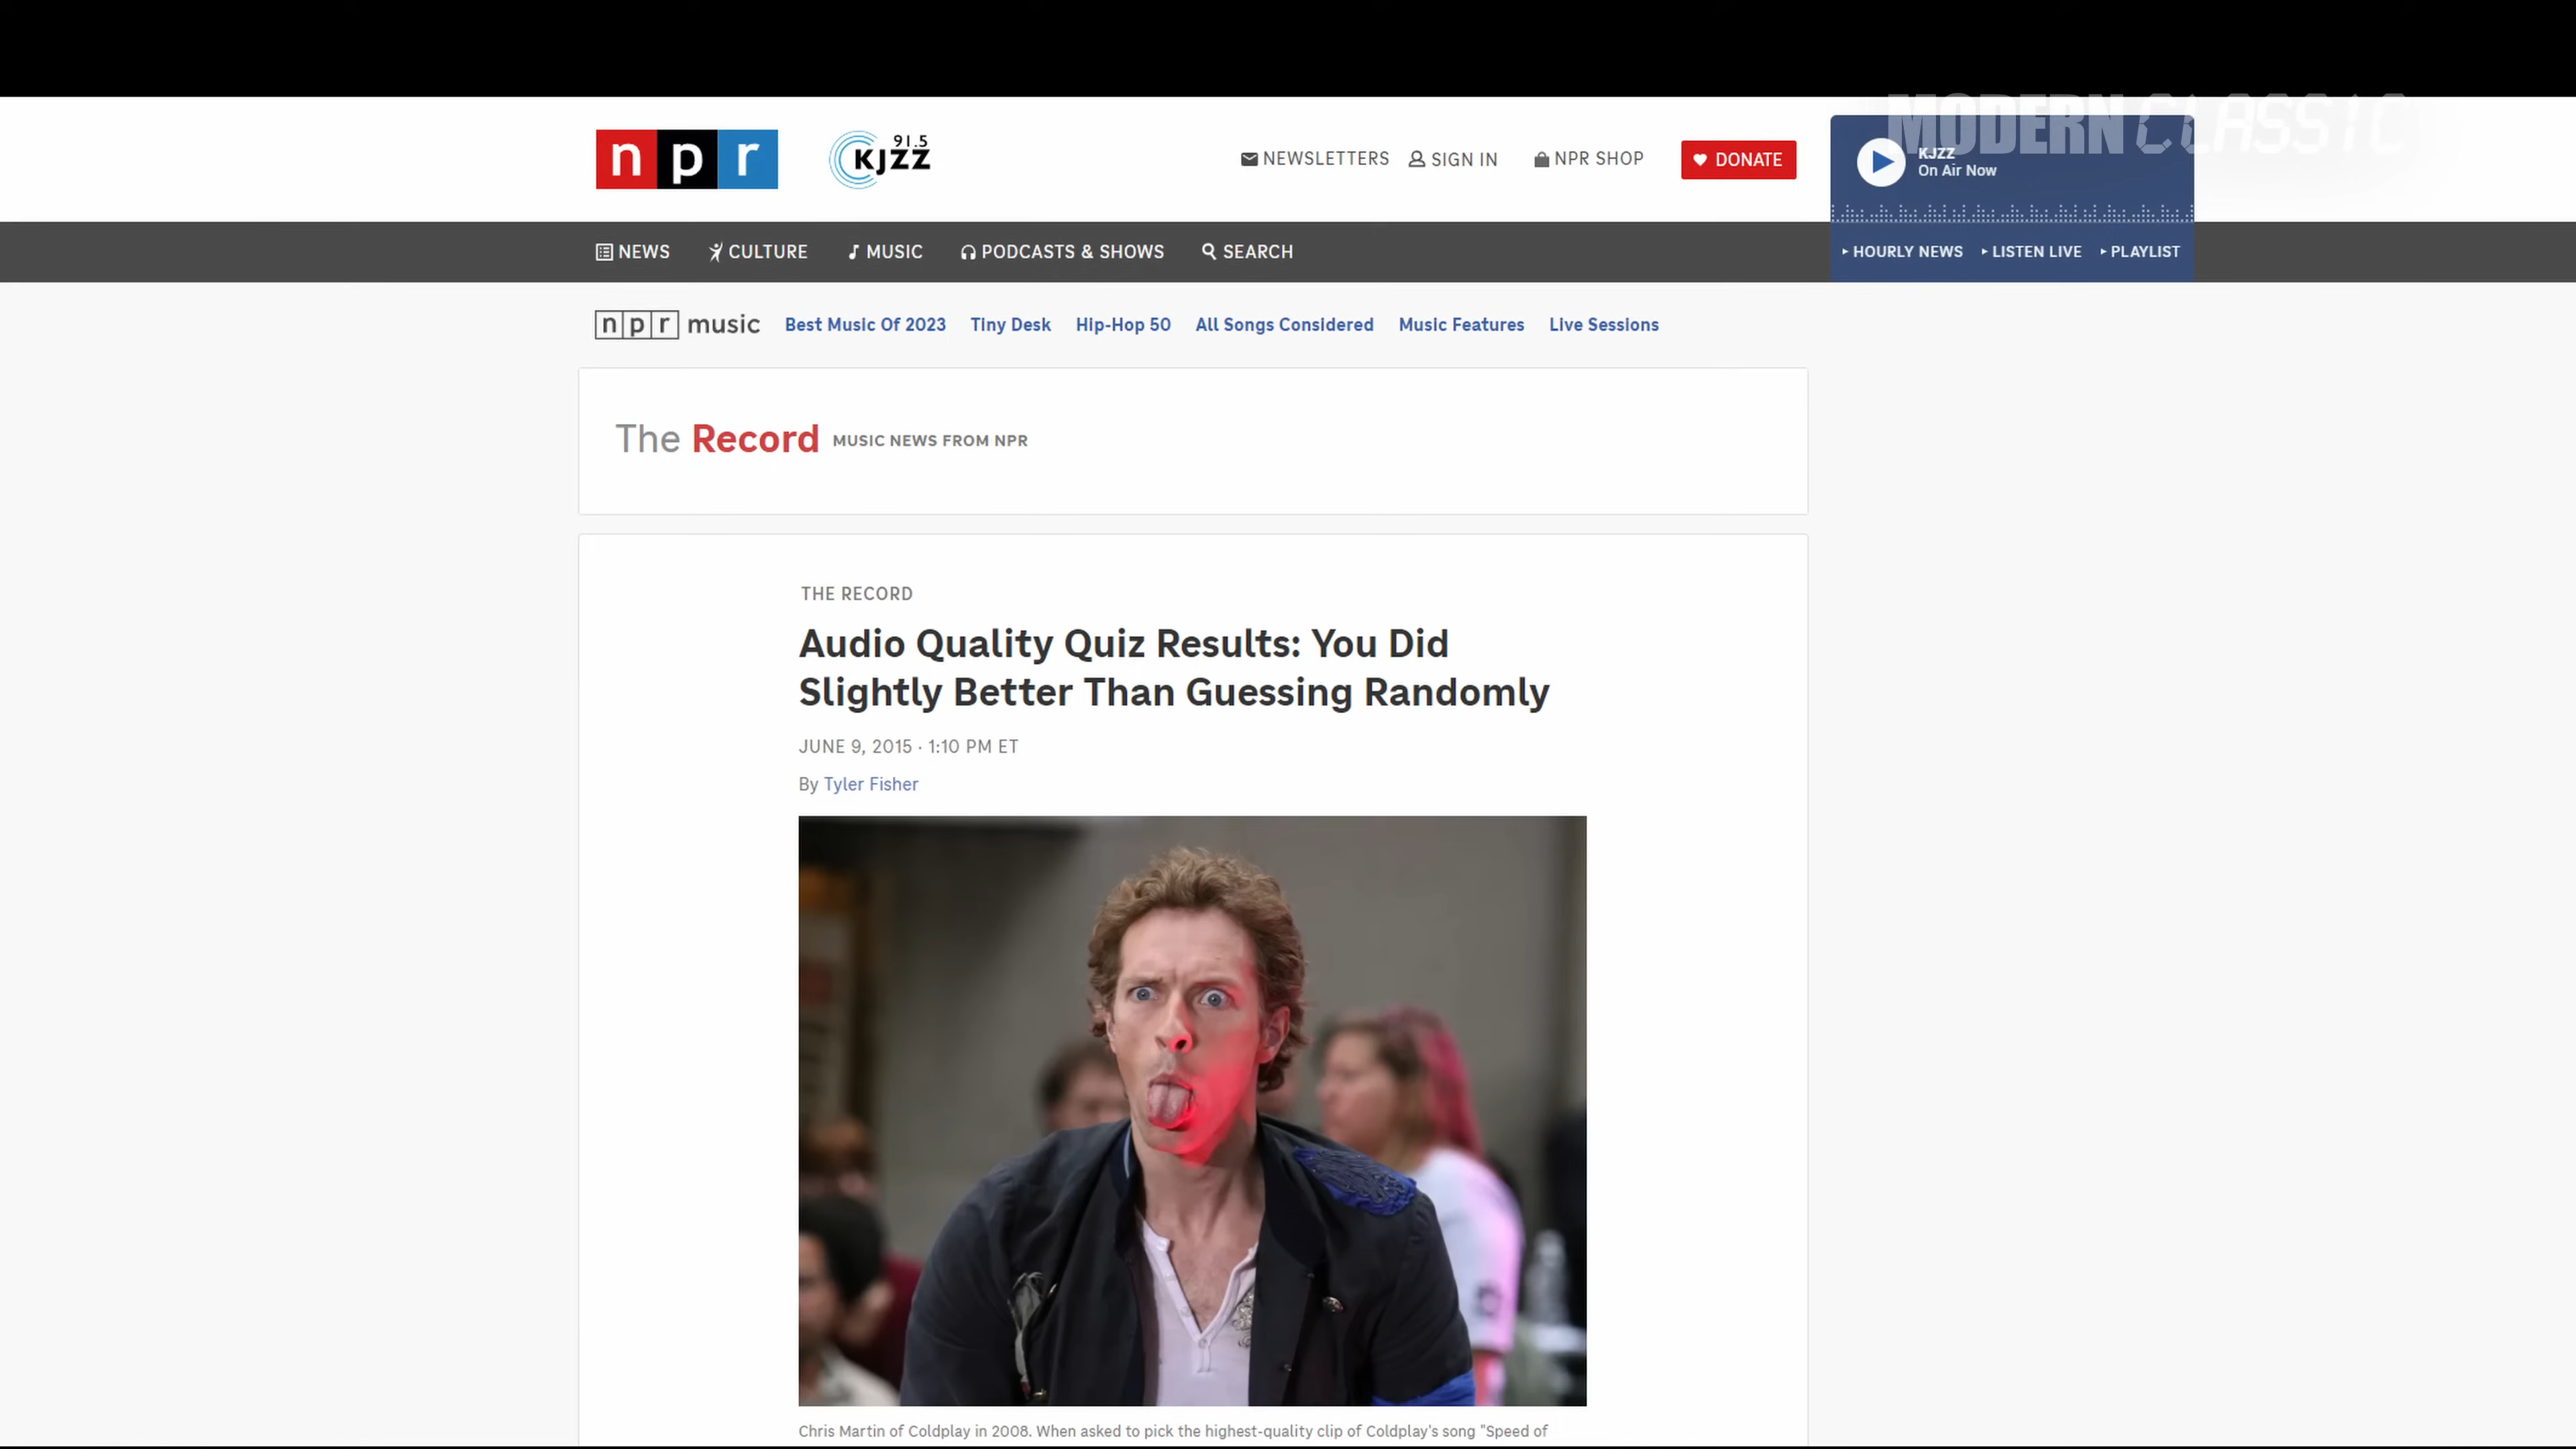 MODERN CLASSIC
npr
91.5
KJZZ
NEWSLETTERS
SIGN IN
NPR SHOP
DONATE
KJZZ
On Air Now
NEWS
CULTURE
MUSIC
PODCASTS & SHOWS
SEARCH
HOURLY NEWS
LISTEN LIVE
PLAYLIST
npr music
Best Music Of 2023
Tiny Desk
Hip-Hop 50
All Songs Considered
Music Features
Live Sessions
The Record MUSIC NEWS FROM NPR
THE RECORD
Audio Quality Quiz Results: You Did
Slightly Better Than Guessing Randomly
JUNE 9, 2015 · 1:10 PM ET
By Tyler Fisher
Chris Martin of Coldplay in 2008. When asked to pick the highest-quality clip of Coldplay's song "Speed of